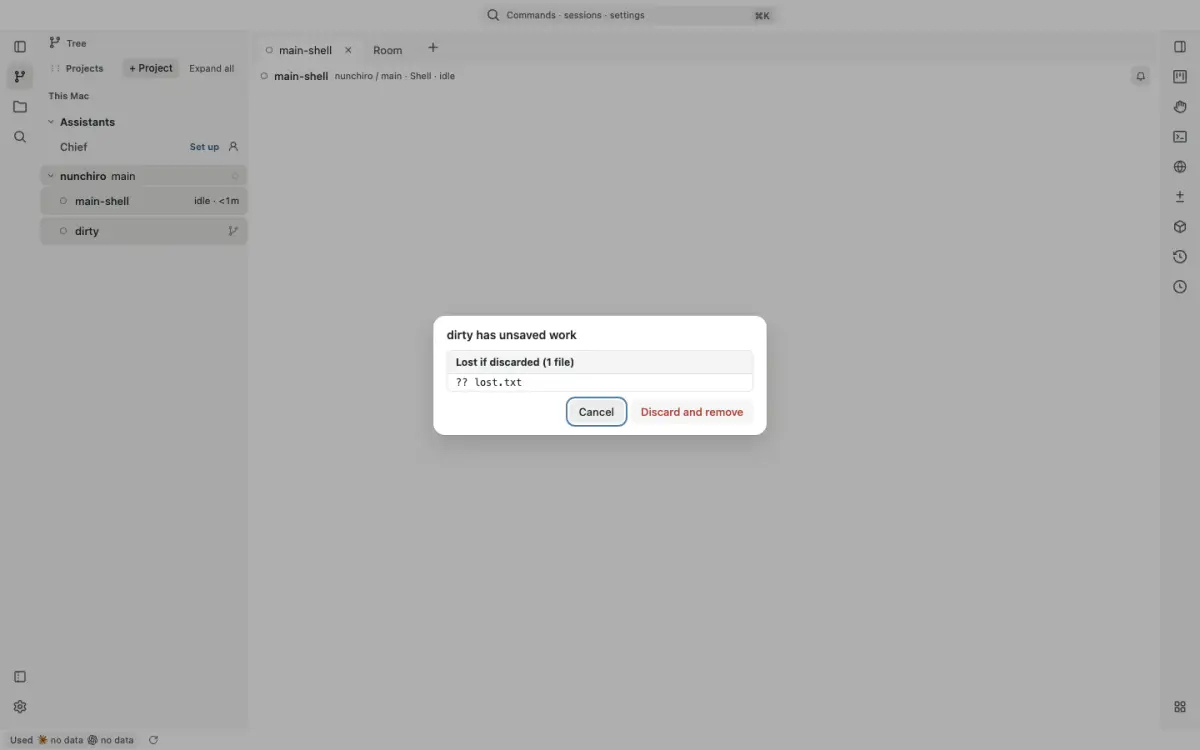 Commands · sessions · settings ⌘K
Tree
Projects + Project Expand all
This Mac
Assistants
Chief Set up
nunchiro main
main-shell idle · <1m
dirty
main-shell × Room +
main-shell nunchiro / main · Shell · idle
dirty has unsaved work
Lost if discarded (1 file)
?? lost.txt
Cancel Discard and remove
Used no data no data